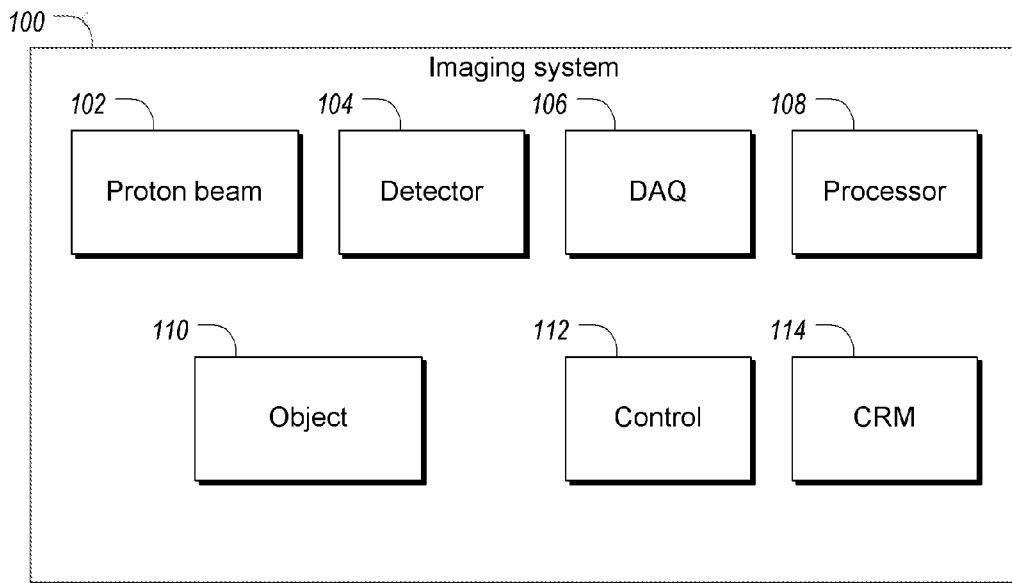 100
Imaging system
102
104
106
108
Proton beam
Detector
DAQ
Processor
110
112
114
Object
Control
CRM